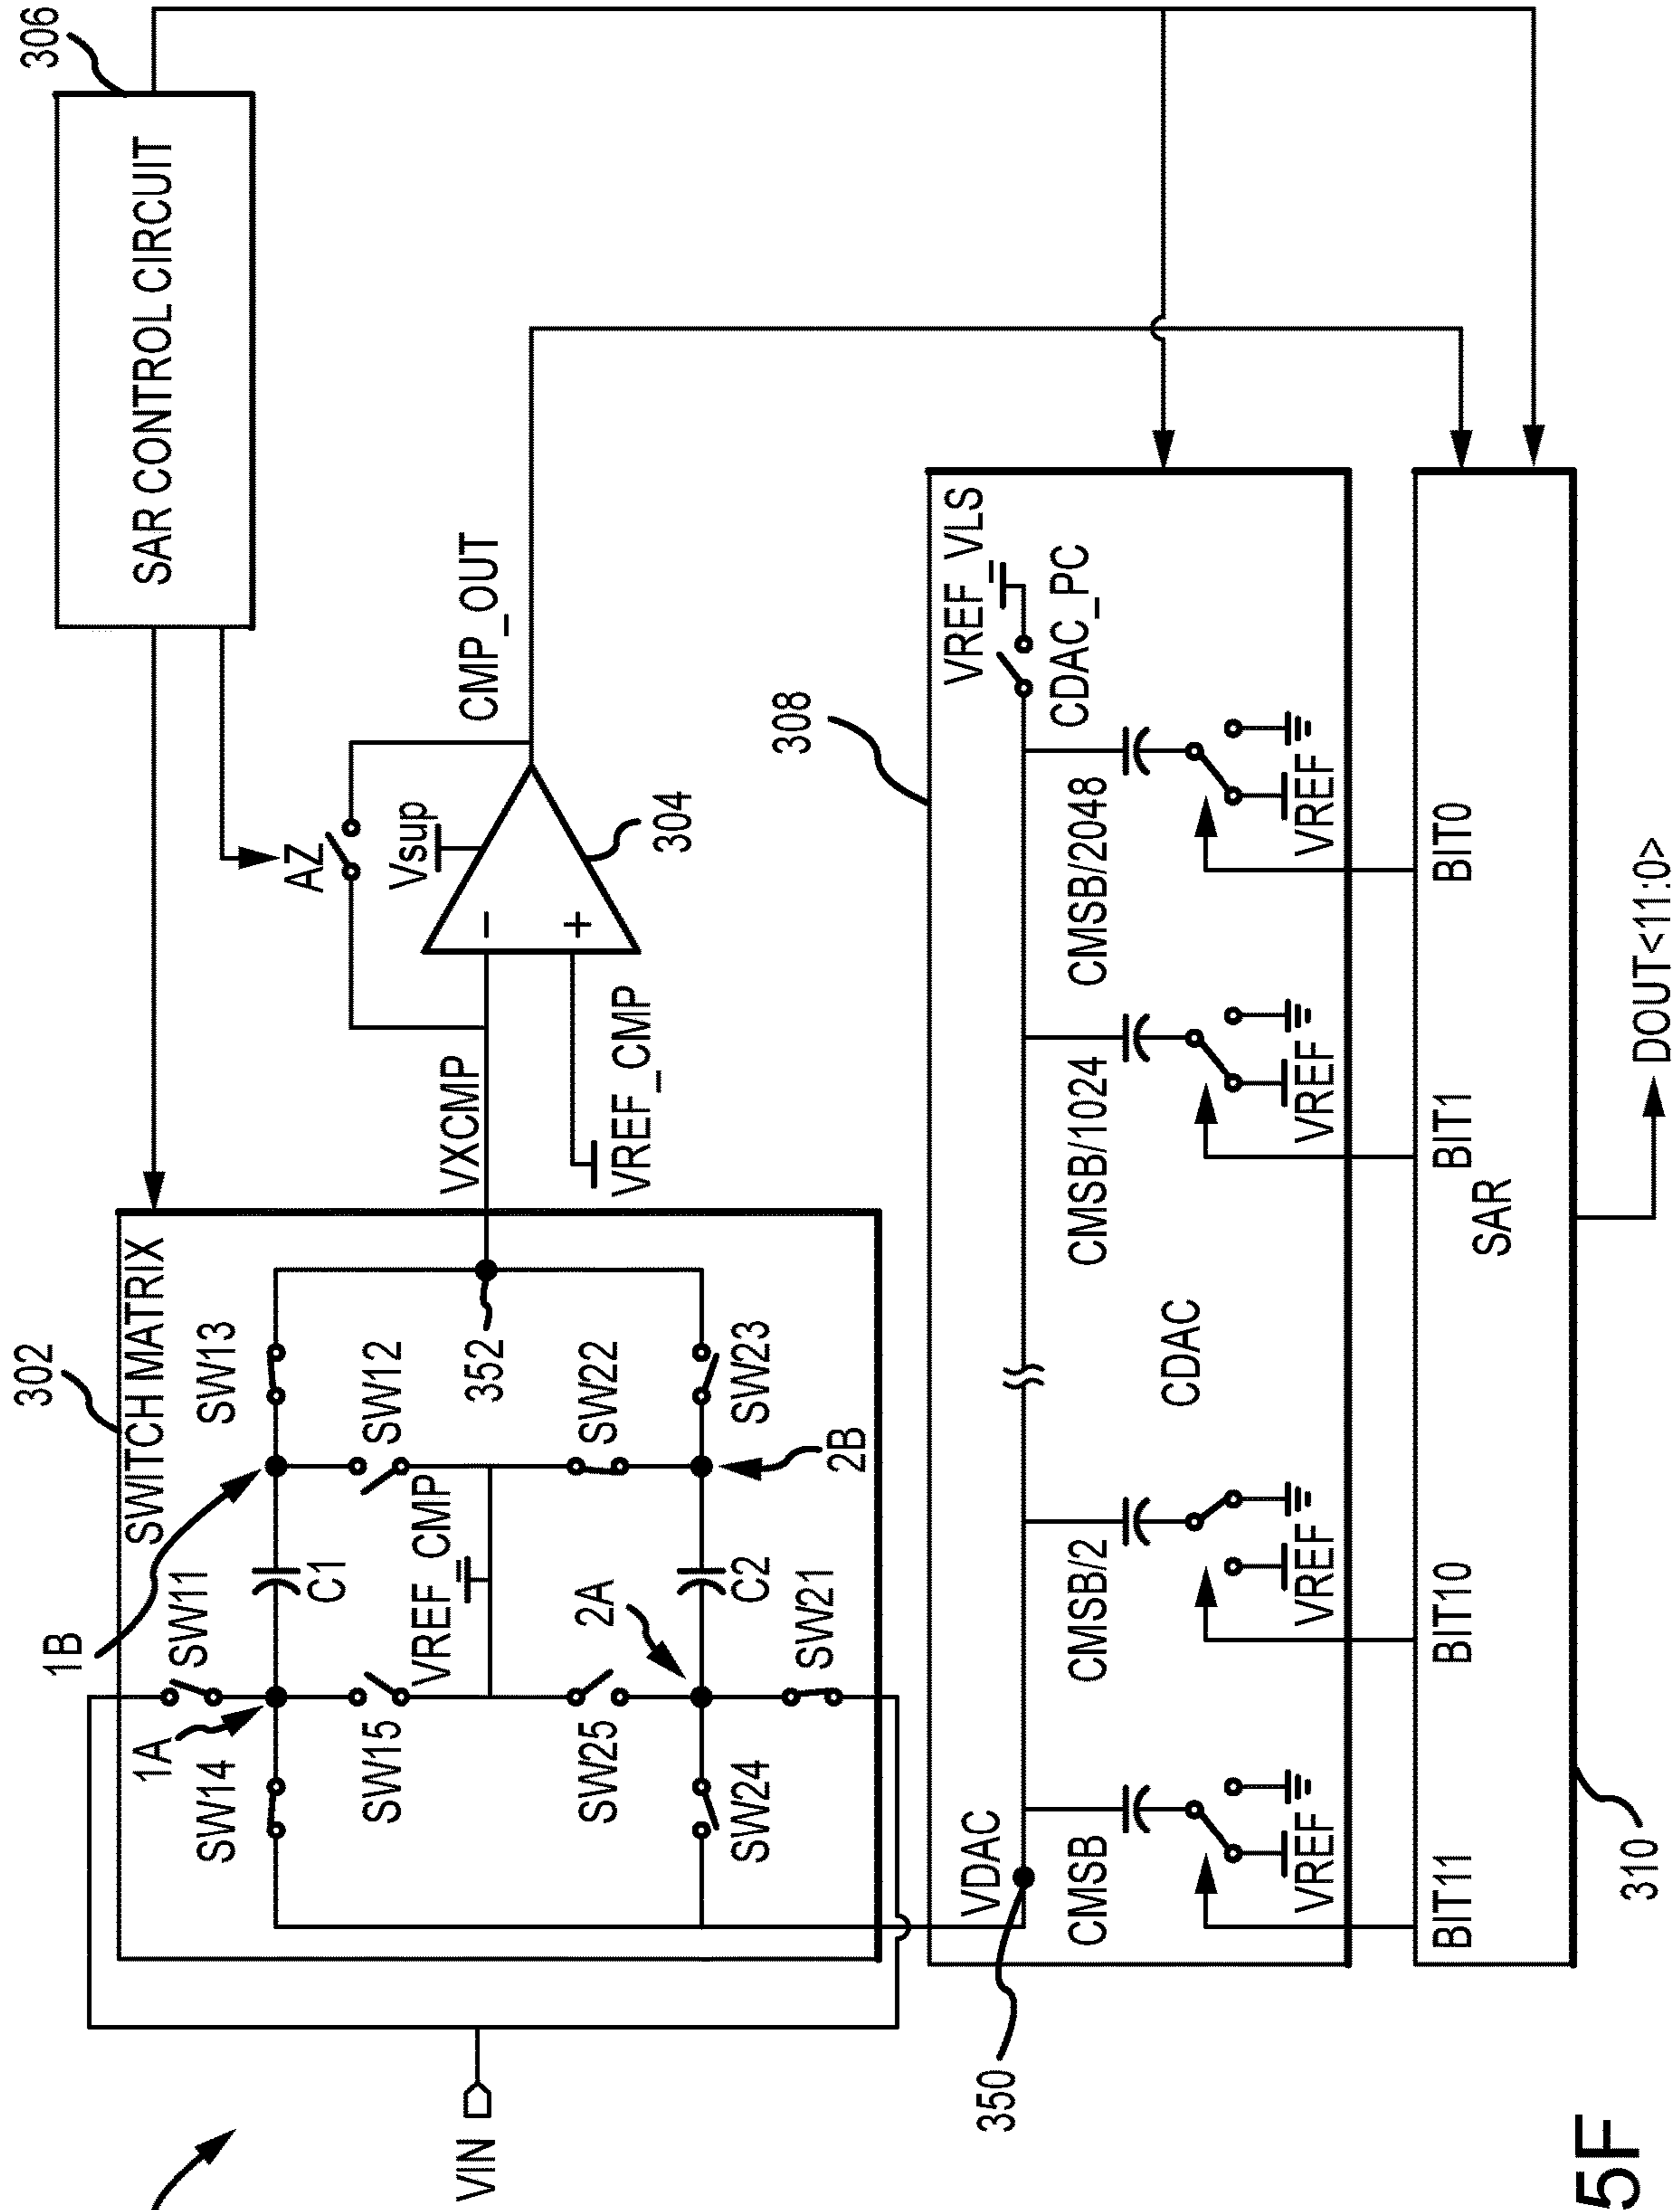 306
SAR CONTROL CIRCUIT
302
SWITCH MATRIX
1B
SW11
SW13
1A
C1
SW14
SW12
SW15
VREF_CMP
352
SW25
2A
SW22
SW24
C2
SW23
SW21
2B
VIN
VXCMP
VREF_CMP
AZ
Vsup
−
+
304
CMP_OUT
308
350
VDAC
VREF_VLS
CDAC_PC
CMSB
CMSB/2
CMSB/1024
CMSB/2048
CDAC
VREF
VREF
VREF
VREF
BIT11
BIT10
BIT1
BIT0
SAR
310
DOUT<11:0>
5F